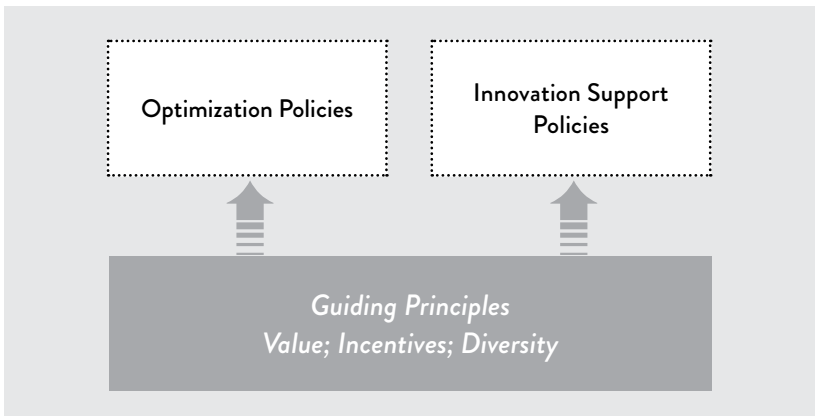 Optimization Policies
Innovation Support
Policies
Guiding Principles
Value; Incentives; Diversity